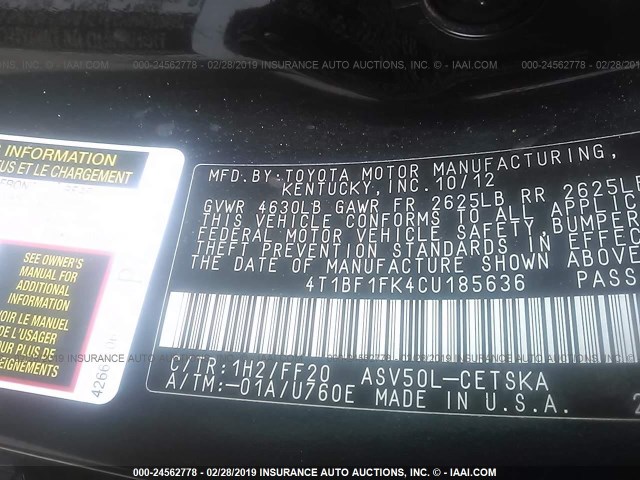 000-24562778 - 02/28/2019 INSURANCE AUTO AUCTIONS, INC. - IAAI.COM
INFORMATION
US ET LE CHARGEMENT
SEE OWNER'S
MANUAL FOR
ADDITIONAL
INFORMATION
VOIR LE MANUEL
DE L'USAGER
POUR PLUS DE
RENSEIGNEMENTS
MFD.BY:TOYOTA MOTOR MANUFACTURING,
KENTUCKY,INC.10/12
GVWR 4630LB GAWR FR 2625LB RR 2625LB
THIS VEHICLE CONFORMS TO ALL APPLIC
FEDERAL MOTOR VEHICLE SAFETY,BUMPER
THEFT PREVENTION STANDARDS IN EFFEC
THE DATE OF MANUFACTURE SHOWN ABOVE
4T1BF1FK4CU185636 PASS
C/TR:1H2/FF20 ASV50L-CETSKA
A/TM:-01A/U760E MADE IN U.S.A.
000-24562778 - 02/28/2019 INSURANCE AUTO AUCTIONS, INC. - IAAI.COM